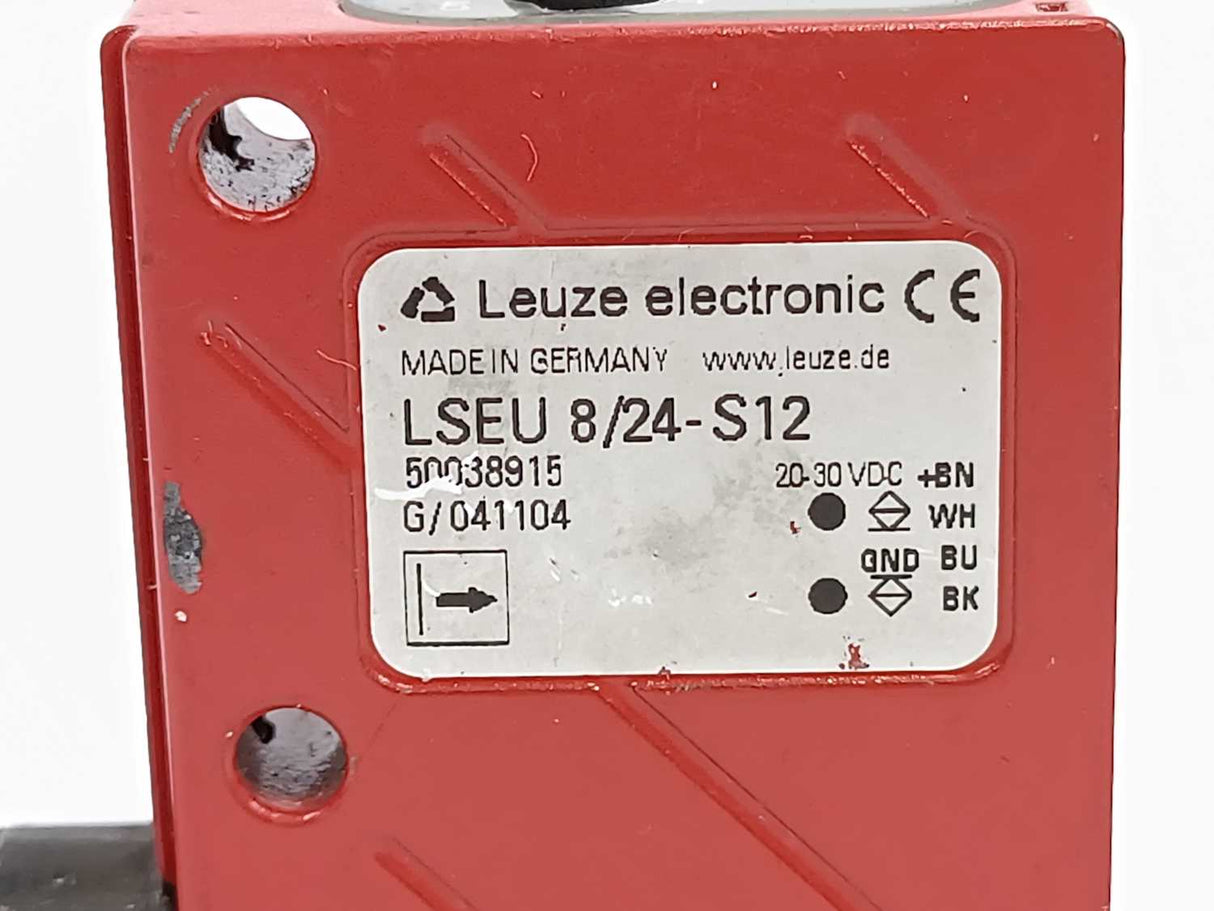 Leuze electronic CE
MADE IN GERMANY www.leuze.de
LSEU 8/24-S12
50038915
20-30 VDC +BN
G/041104
WH
GND BU
BK